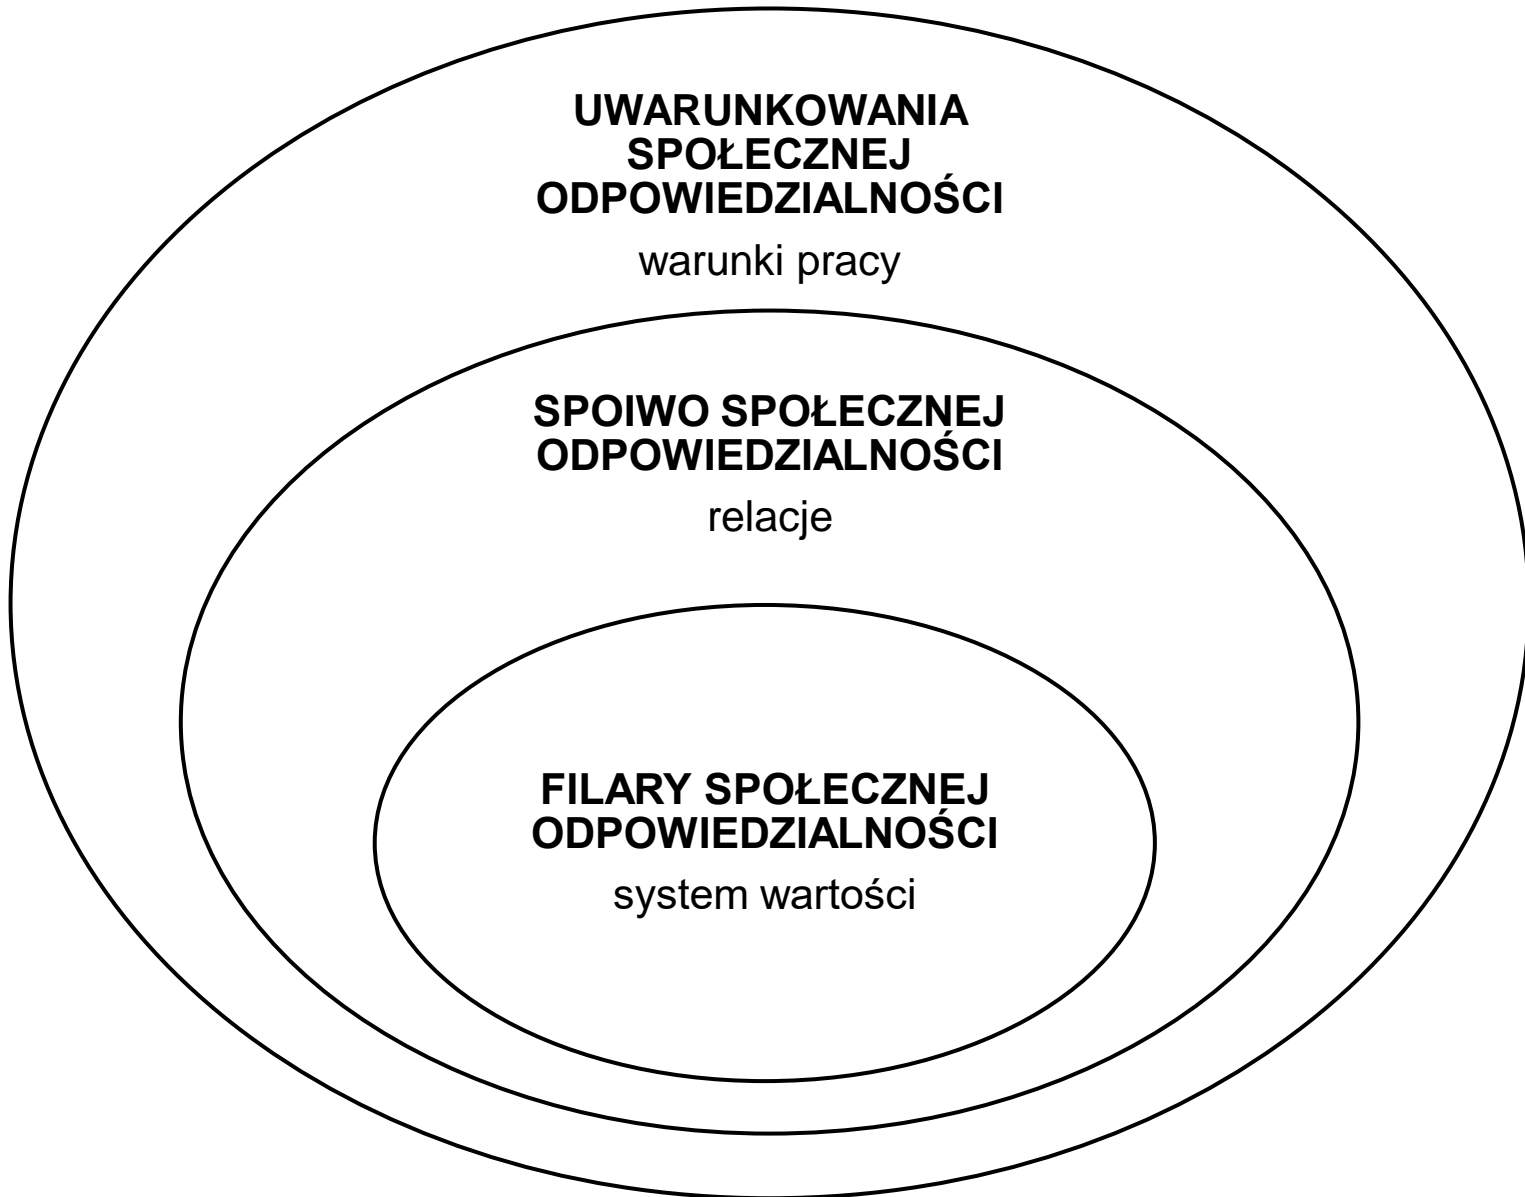 UWARUNKOWANIA
SPOŁECZNEJ
ODPOWIEDZIALNOŚCI
warunki pracy
SPOIWO SPOŁECZNEJ
ODPOWIEDZIALNOŚCI
relacje
FILARY SPOŁECZNEJ
ODPOWIEDZIALNOŚCI
system wartości